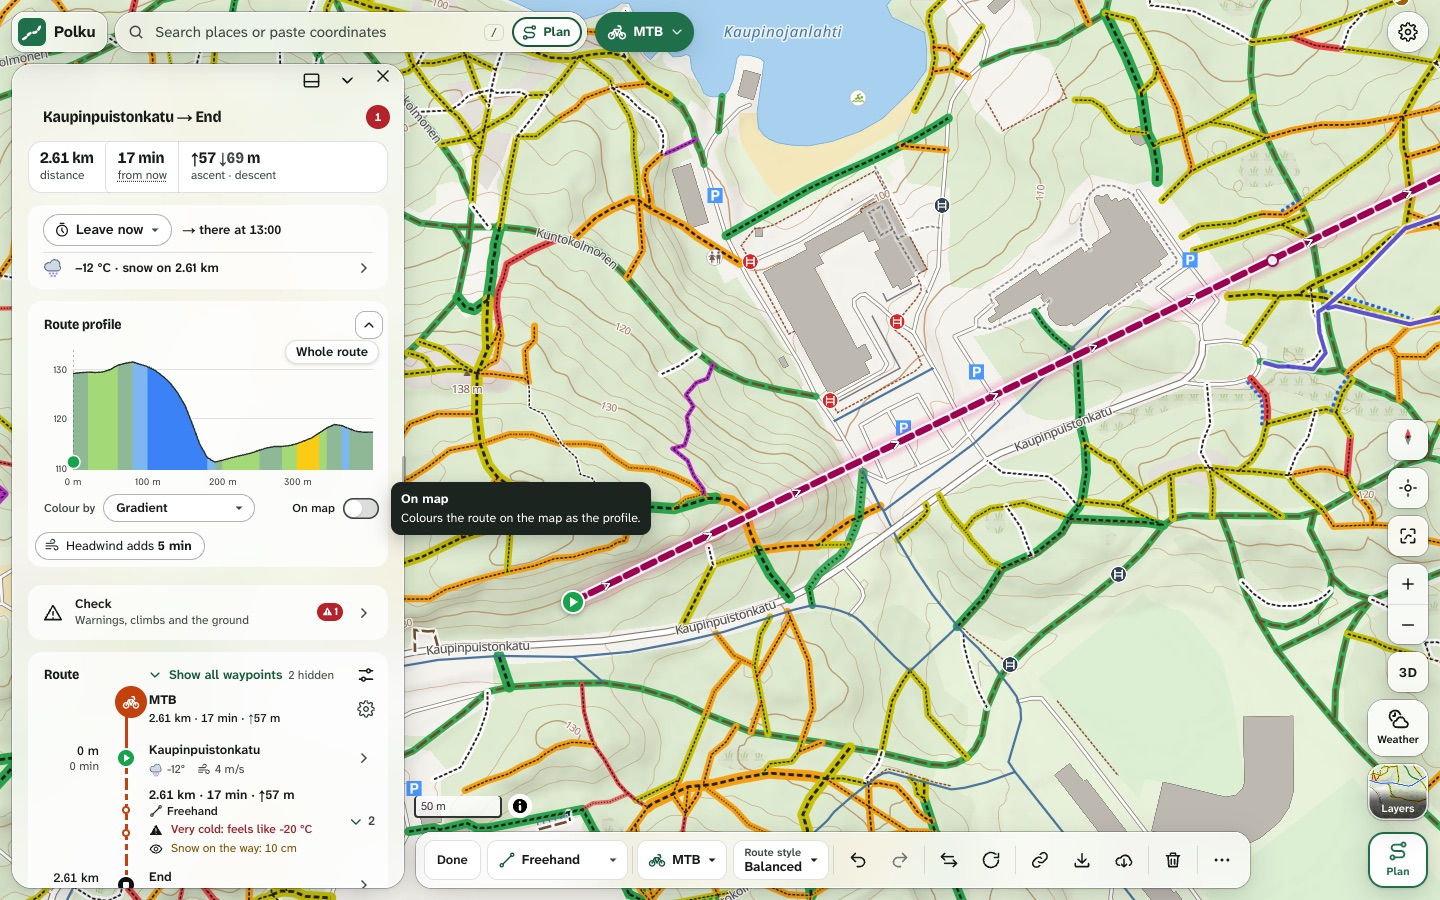 Polku
Search places or paste coordinates
/
Plan
MTB
Kaupinojanlahti
Kaupinpuistonkatu → End
1
2.61 km
distance
17 min
from now
↑57 ↓69 m
ascent · descent
Leave now
→ there at 13:00
−12 °C · snow on 2.61 km
Route profile
Whole route
130
120
110
0 m
100 m
200 m
300 m
Colour by
Gradient
On map
Headwind adds 5 min
On map
Colours the route on the map as the profile.
Check
Warnings, climbs and the ground
1
Route
Show all waypoints
2 hidden
MTB
2.61 km · 17 min · ↑57 m
0 m
0 min
Kaupinpuistonkatu
-12°
4 m/s
2.61 km · 17 min · ↑57 m
Freehand
2
Very cold: feels like -20 °C
Snow on the way: 10 cm
2.61 km
End
Kuntokolmonen
100
170
120
138 m
130
P
P
P
P
Kaupinpuistonkatu
Kaupinpuistonkatu
Kaupinpuistonkatu
120
130
P
50 m
3D
Weather
Layers
Plan
Done
Freehand
MTB
Route style
Balanced